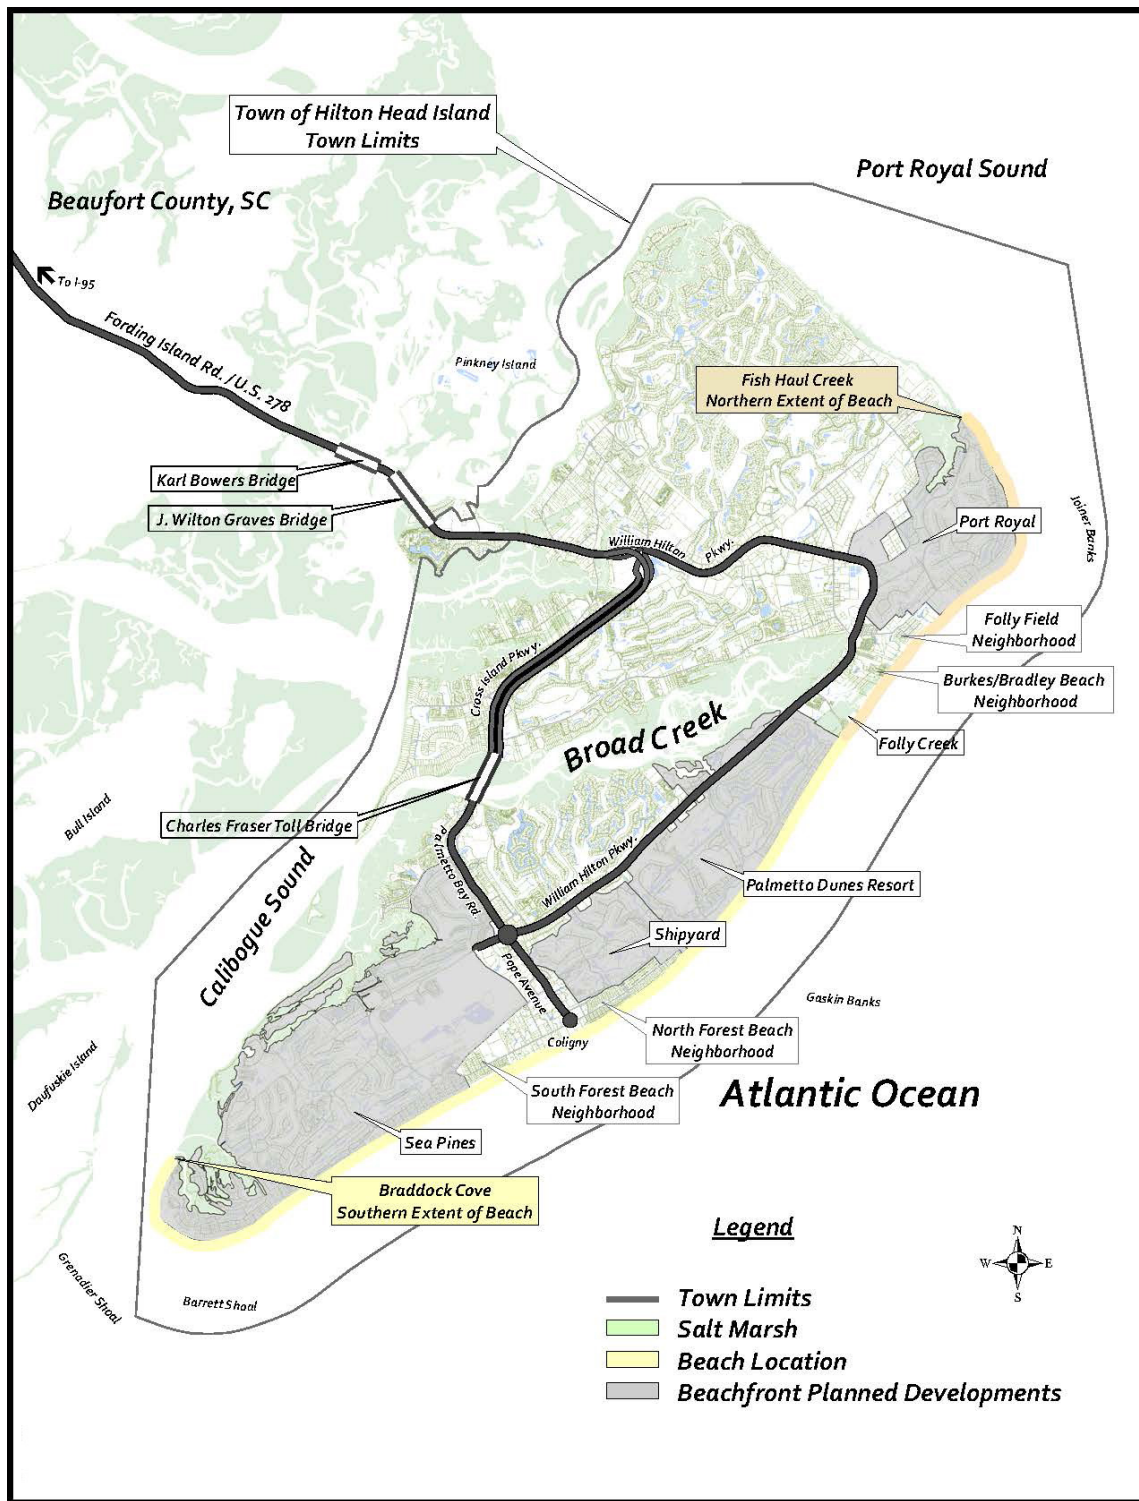 Town of Hilton Head Island
Town Limits
Port Royal Sound
Beaufort County, SC
To I-95
Fording Island Rd. / U.S. 278
Pinkney Island
Fish Haul Creek
Northern Extent of Beach
Karl Bowers Bridge
J. Wilton Graves Bridge
Port Royal
Joiner Banks
William Hilton Pkwy.
Folly Field
Neighborhood
Cross Island Pkwy.
Burkes/Bradley Beach
Neighborhood
Broad Creek
Folly Creek
Bull Island
Charles Fraser Toll Bridge
Palmetto Bay Rd.
William Hilton Pkwy.
Palmetto Dunes Resort
Calibogue Sound
Shipyard
Pope Avenue
Gaskin Banks
North Forest Beach
Neighborhood
Coligny
Daufuskie Island
South Forest Beach
Neighborhood
Atlantic Ocean
Sea Pines
Braddock Cove
Southern Extent of Beach
Grenadier Shoal
Barrett Shoal
Legend
N
W
E
S
Town Limits
Salt Marsh
Beach Location
Beachfront Planned Developments